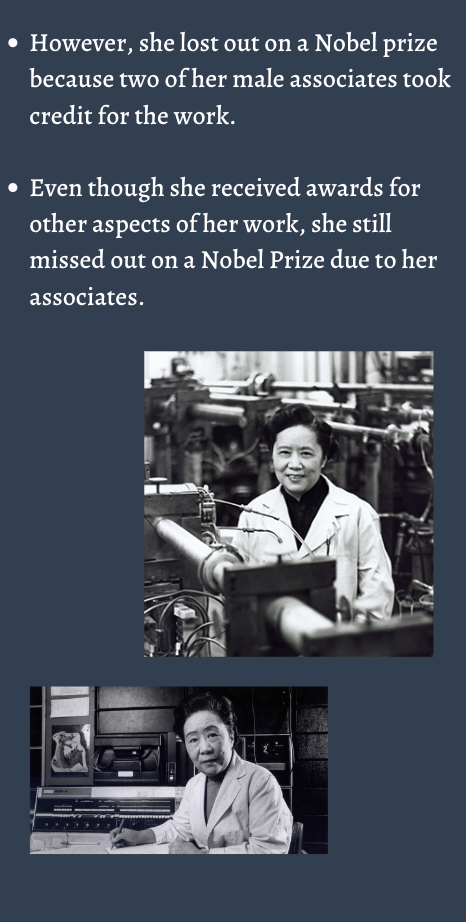 • However, she lost out on a Nobel prize
because two of her male associates took
credit for the work.
• Even though she received awards for
other aspects of her work, she still
missed out on a Nobel Prize due to her
associates.